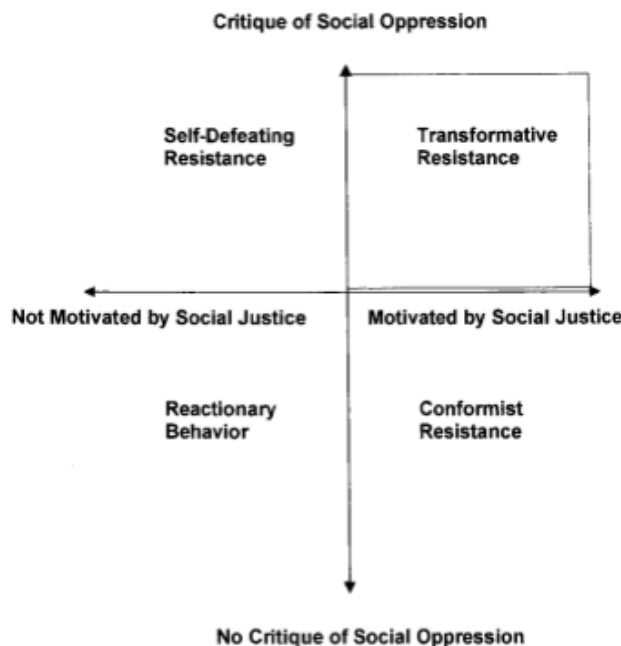 Critique of Social Oppression
Self-Defeating
Resistance
Transformative
Resistance
Not Motivated by Social Justice
Motivated by Social Justice
Reactionary
Behavior
Conformist
Resistance
No Critique of Social Oppression